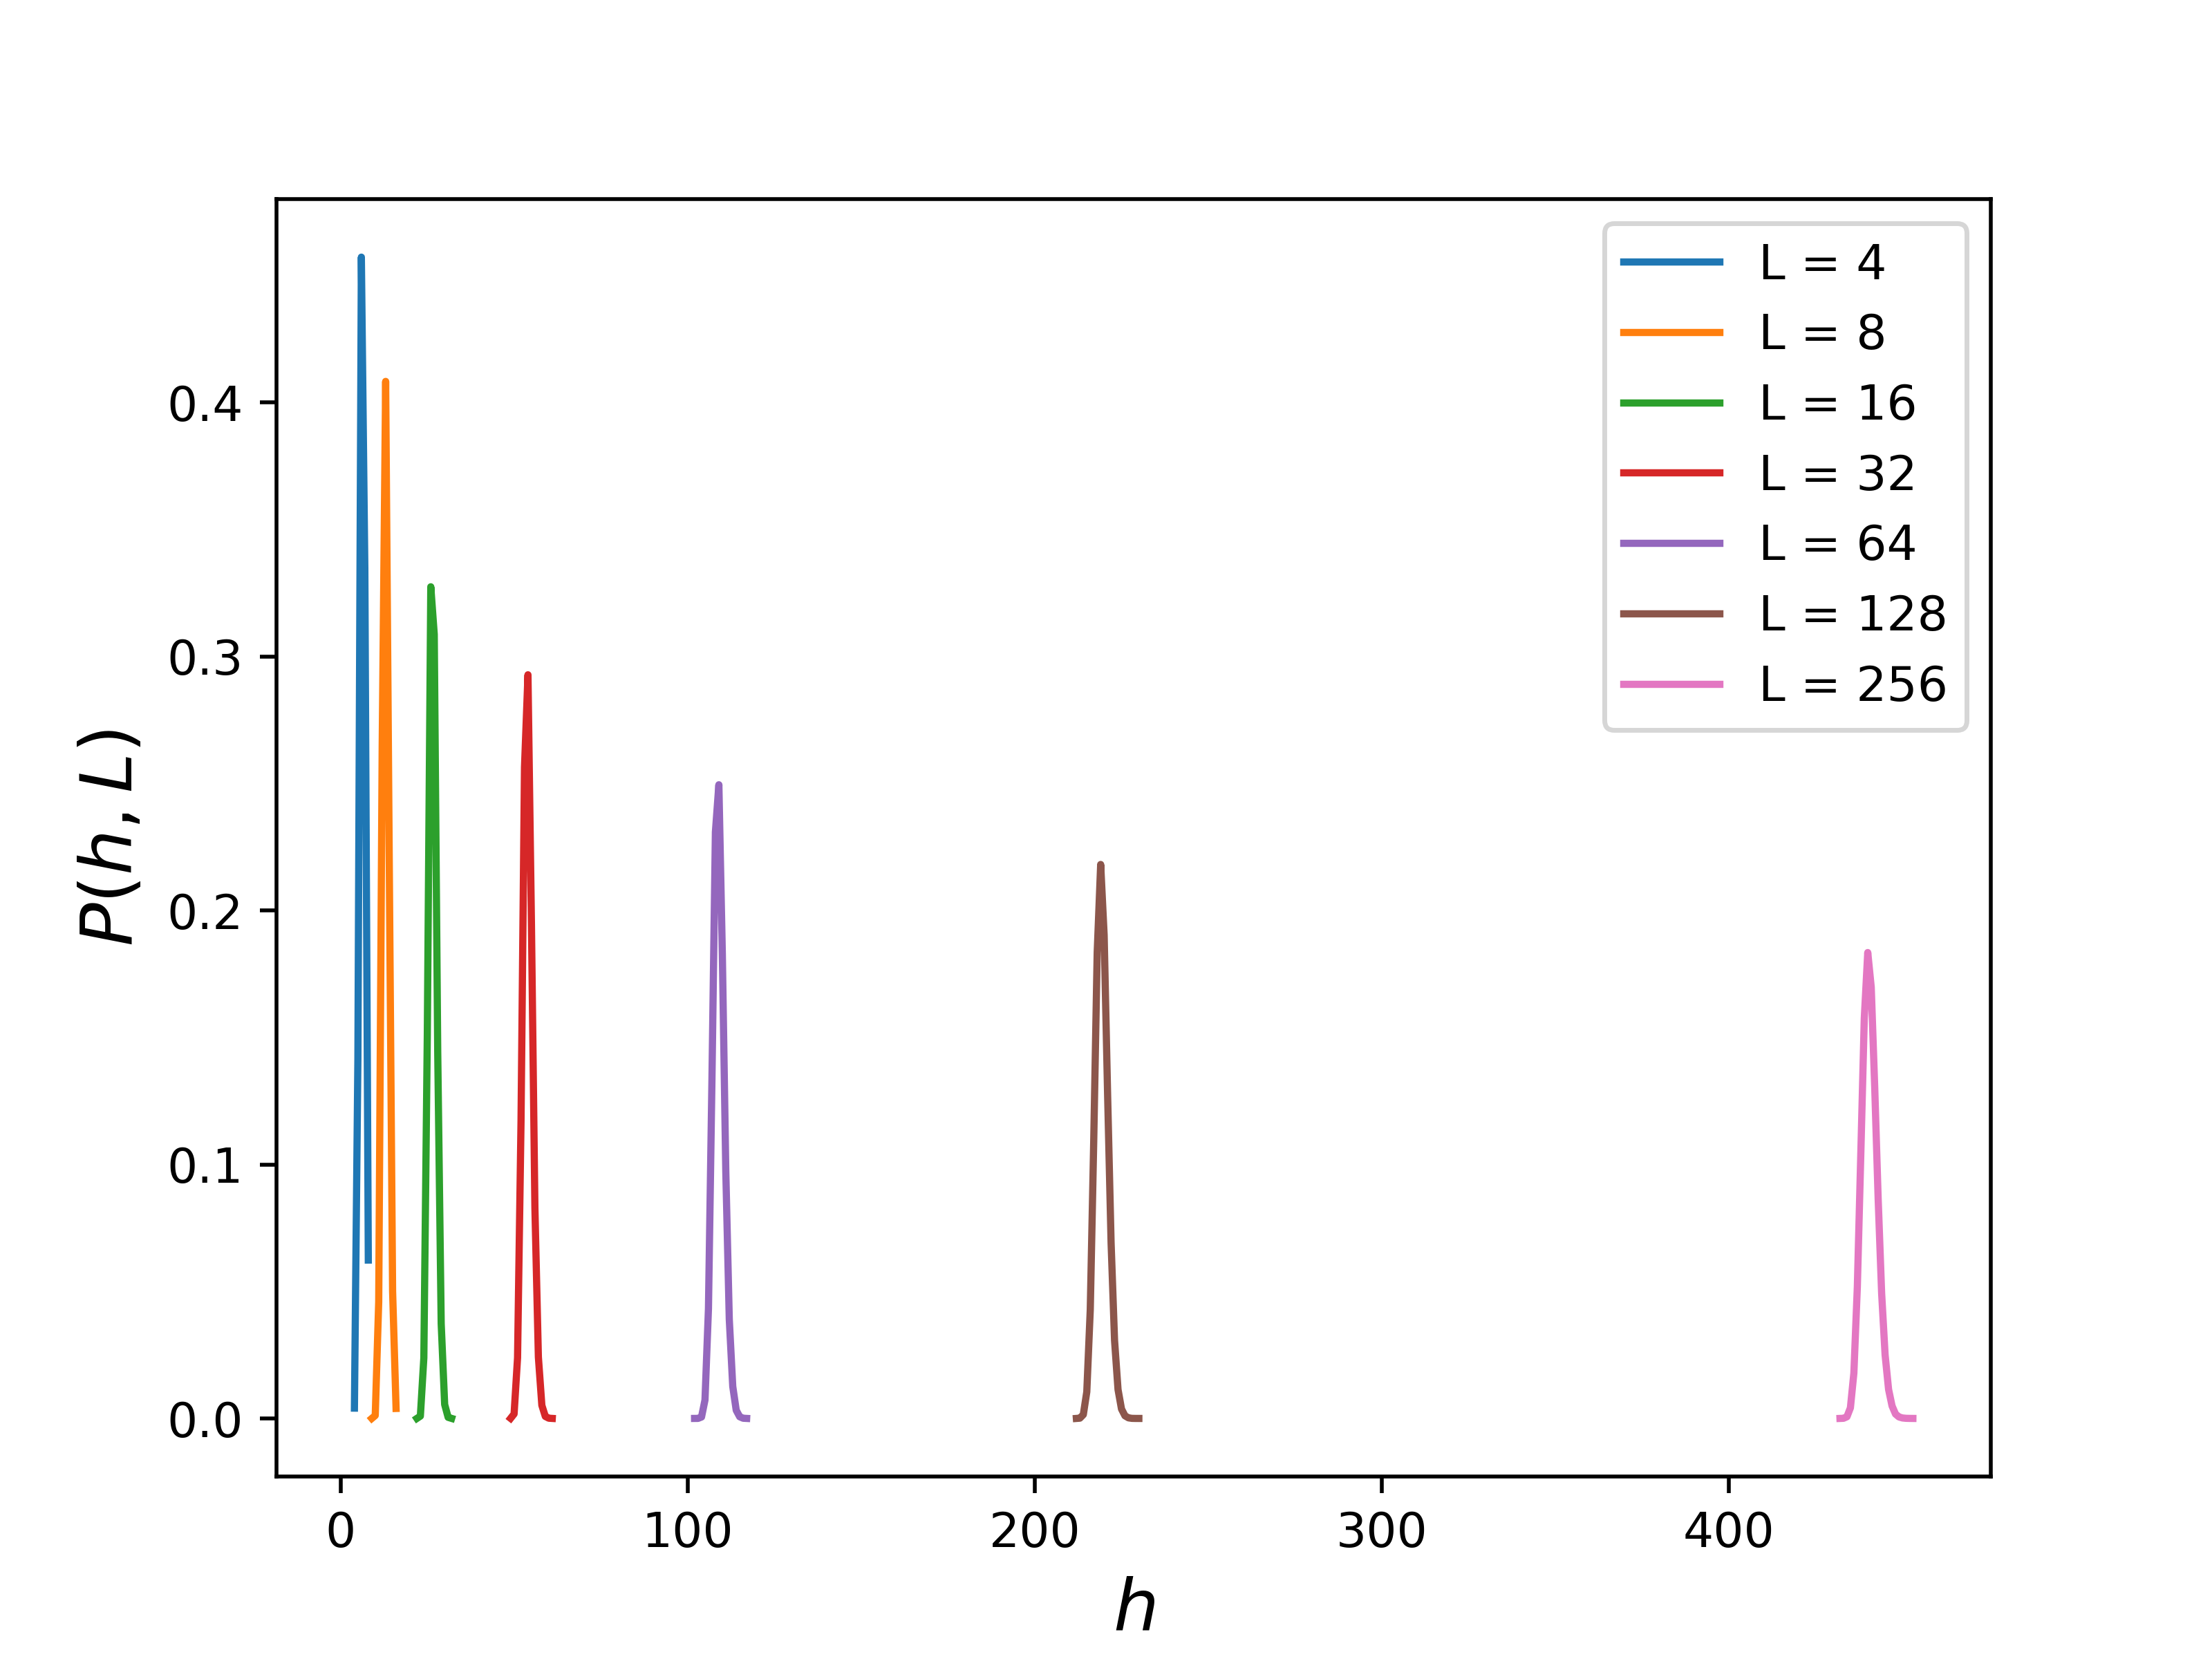 L = 4
L = 8
L = 16
L = 32
L = 64
L = 128
L = 256
P(h, L)
0.4
0.3
0.2
0.1
0.0
0 100 200 300 400
h